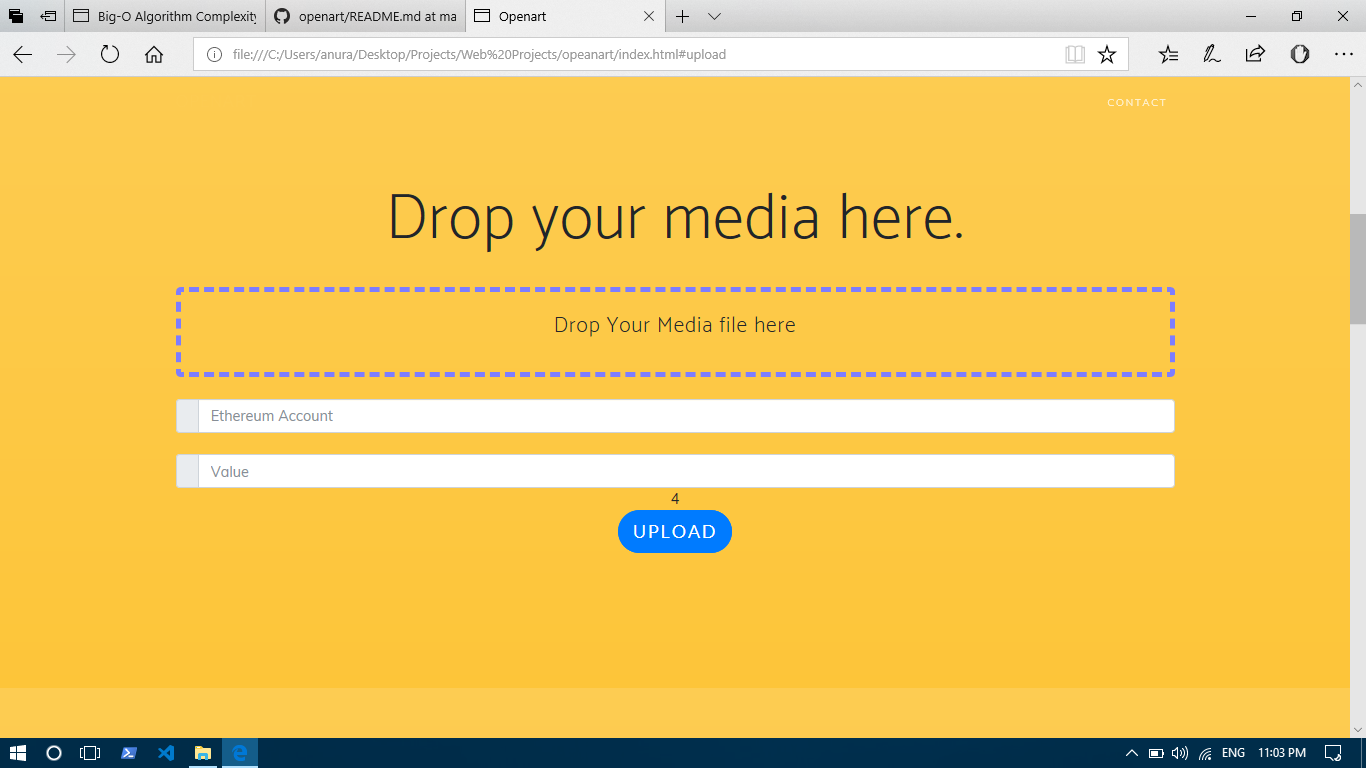 Big-O Algorithm Complexity
openart/README.md at ma
Openart
file:///C:/Users/anura/Desktop/Projects/Web%20Projects/opeanart/index.html#upload
CONTACT
Drop your media here.
Drop Your Media file here
Ethereum Account
Value
4
UPLOAD
ENG
11:03 PM